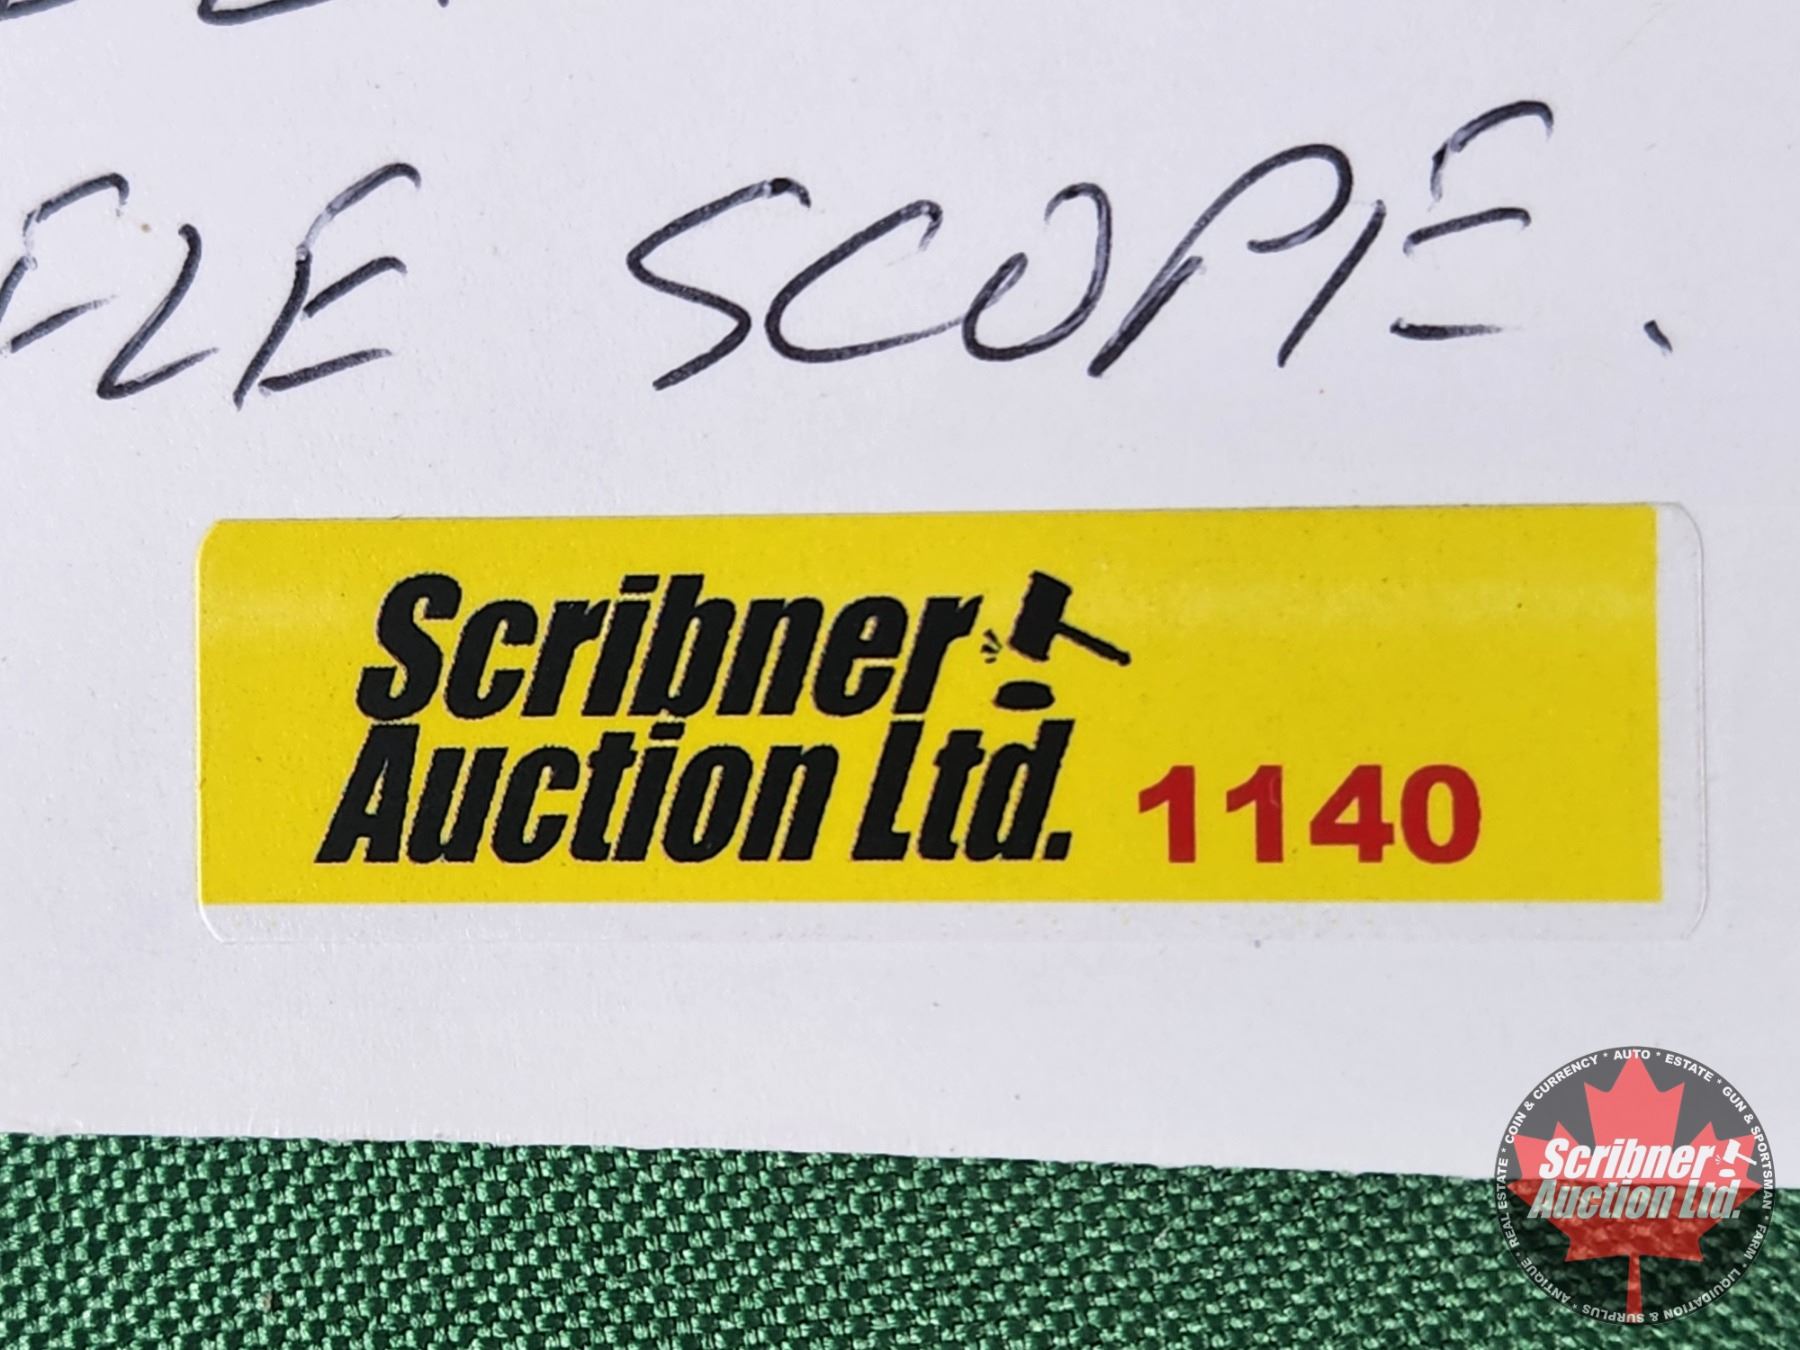 FLE SCOPE.
Scribner
Auction Ltd. 1140
COIN & CURRENCY * AUTO * ESTATE * GUN & SPORTSMAN * FARM * LIQUIDATION & SURPLUS * ANTIQUE * REAL ESTATE *
Scribner
Auction Ltd.